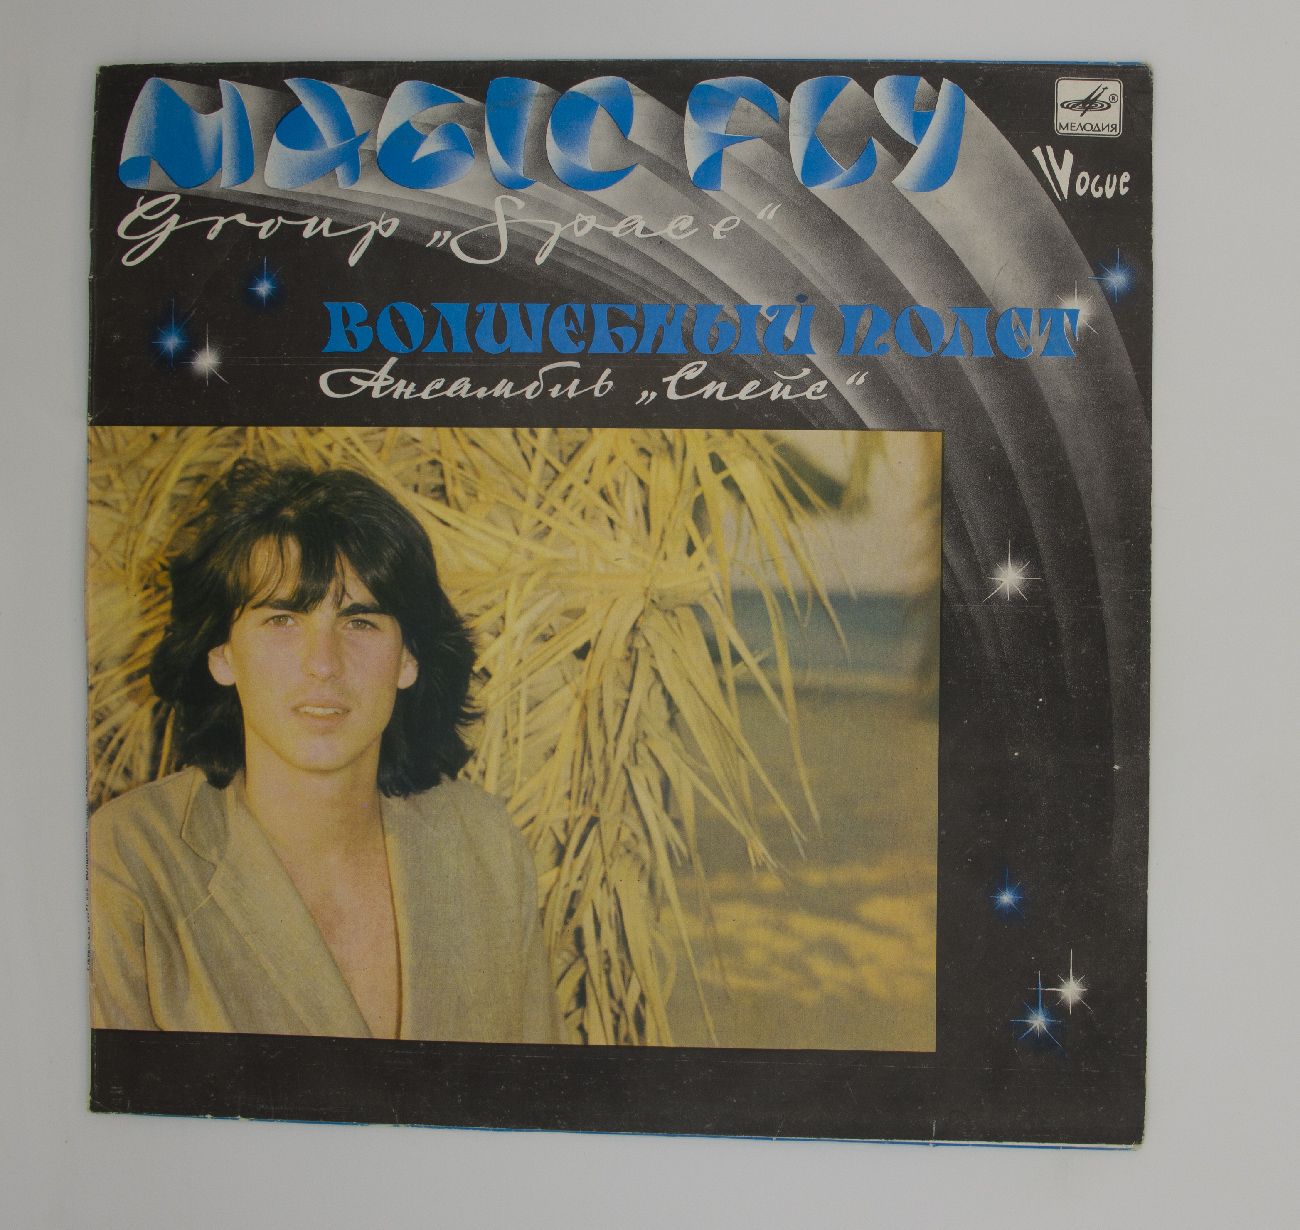 MAGIC FLY
МЕЛОДИЯ
®
Vogue
Group „Space“
ВОЛШЕБНЫЙ ПОЛЕТ
Ансамбль „Спейс“